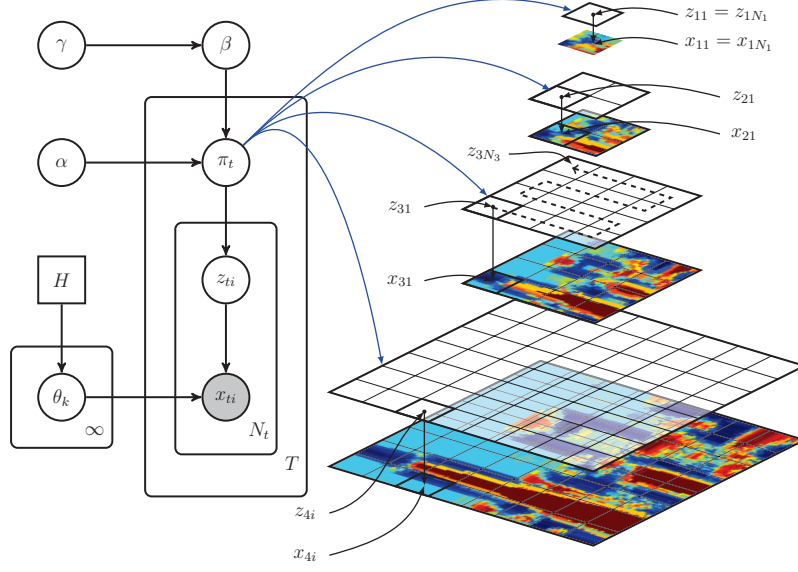 γ
β
α
π_t
H
z_{ti}
θ_k
∞
x_{ti}
N_t
T
z_{11} = z_{1N_1}
x_{11} = x_{1N_1}
z_{21}
x_{21}
z_{3N_3}
z_{31}
x_{31}
z_{4i}
x_{4i}